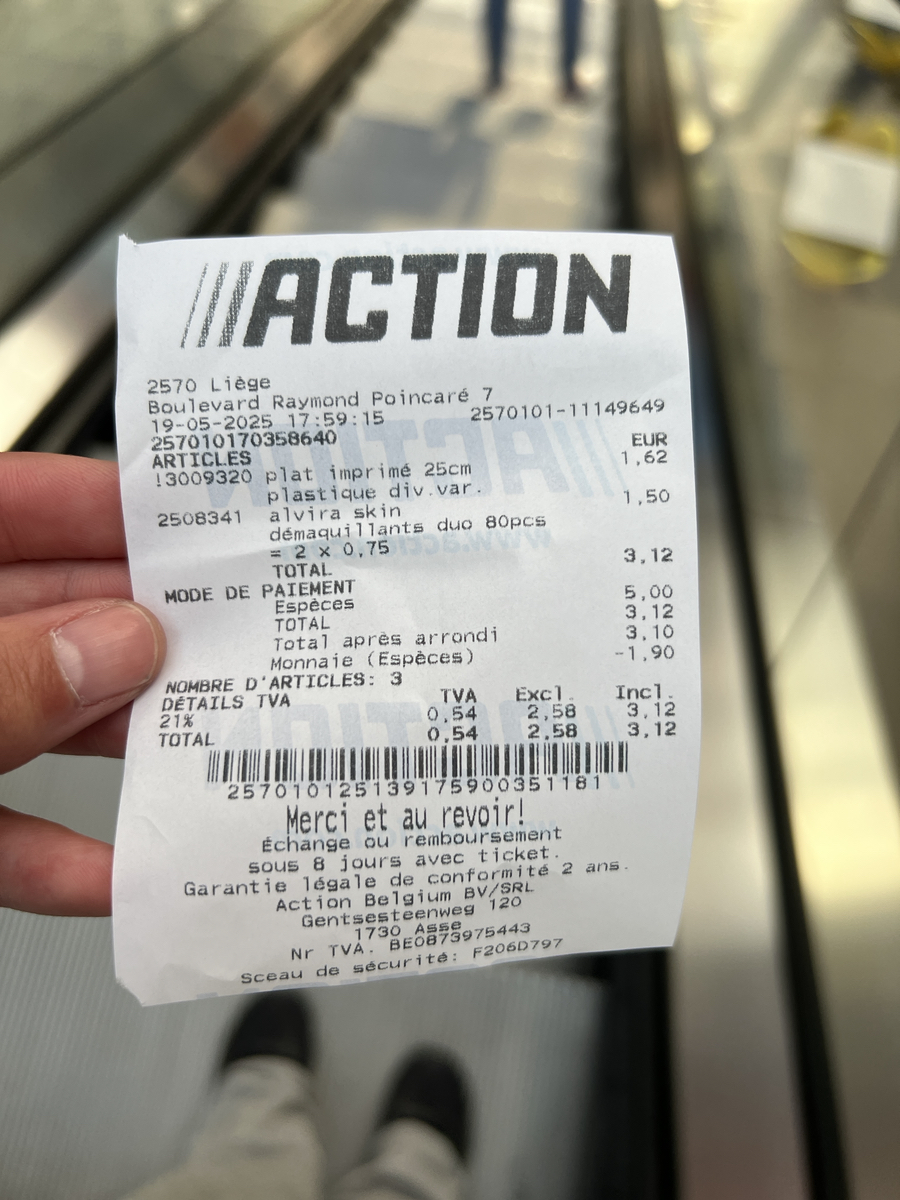 ACTION
2570 Liège
Boulevard Raymond Poincaré 7
19-05-2025 17:59:15 2570101-11149649
257010170358640 EUR
ARTICLES 1,62
!3009320 plat imprimé 25cm
plastique div.var. 1,50
2508341 alvira skin
démaquillants duo 80pcs
= 2 x 0,75
TOTAL 3,12
MODE DE PAIEMENT
Espèces 5,00
TOTAL 3,12
Total après arrondi 3,10
Monnaie (Espèces) -1,90
NOMBRE D'ARTICLES: 3
DÉTAILS TVA TVA Excl. Incl.
21% 0,54 2,58 3,12
TOTAL 0,54 2,58 3,12
2570101251391759003511​81
Merci et au revoir!
Échange ou remboursement
sous 8 jours avec ticket.
Garantie légale de conformité 2 ans.
Action Belgium BV/SRL
Gentsesteenweg 120
1730 Asse
Nr TVA. BE0873975443
Sceau de sécurité: F206D797